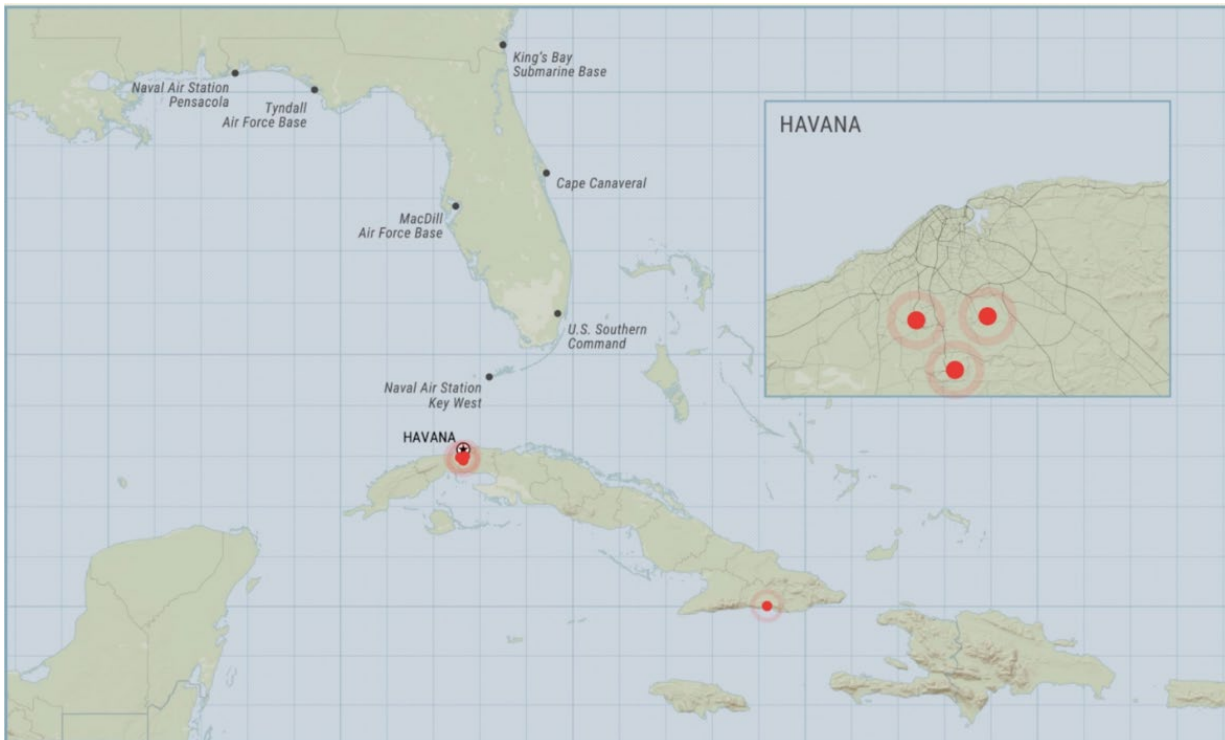 King's Bay
Submarine Base
Naval Air Station
Pensacola
Tyndall
Air Force Base
HAVANA
Cape Canaveral
MacDill
Air Force Base
U.S. Southern
Command
Naval Air Station
Key West
HAVANA